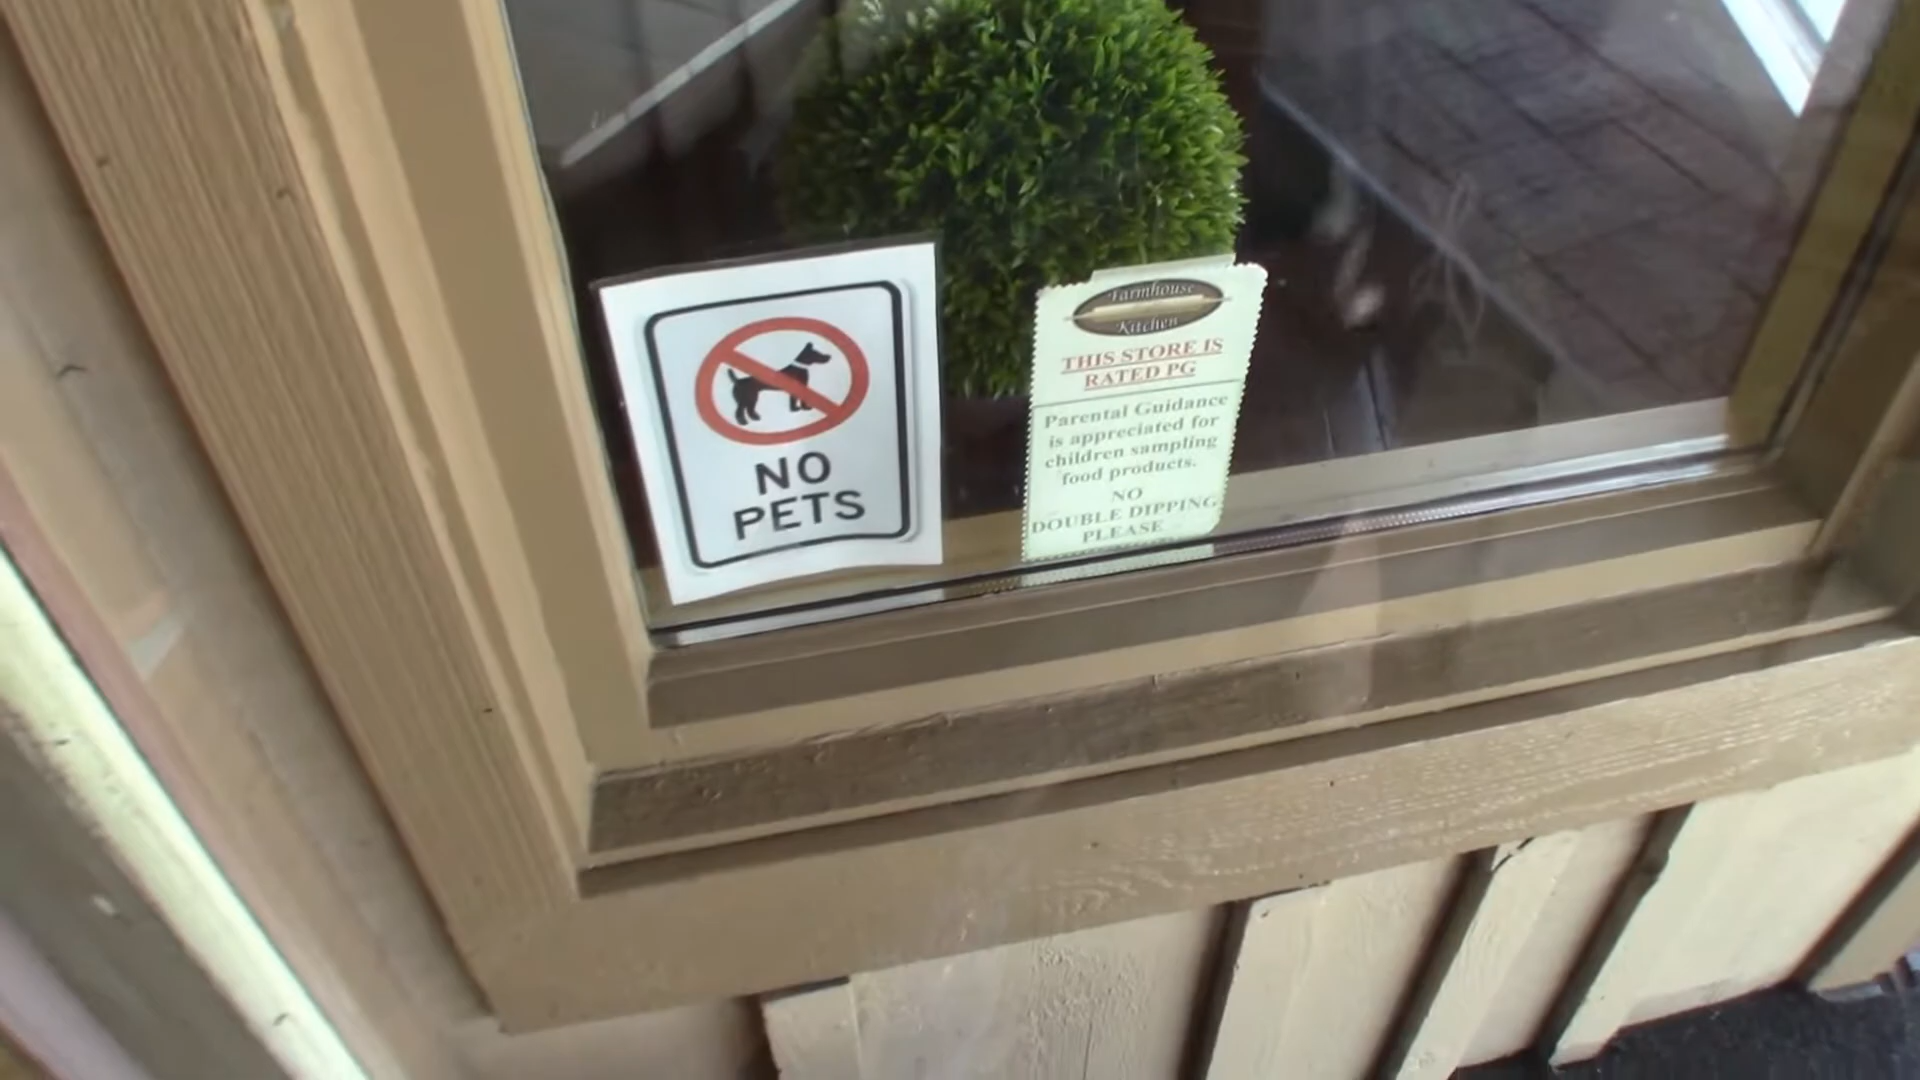 NO
PETS
Farmhouse
Kitchen
THIS STORE IS
RATED PG
Parental Guidance
is appreciated for
children sampling
food products.
NO
DOUBLE DIPPING
PLEASE